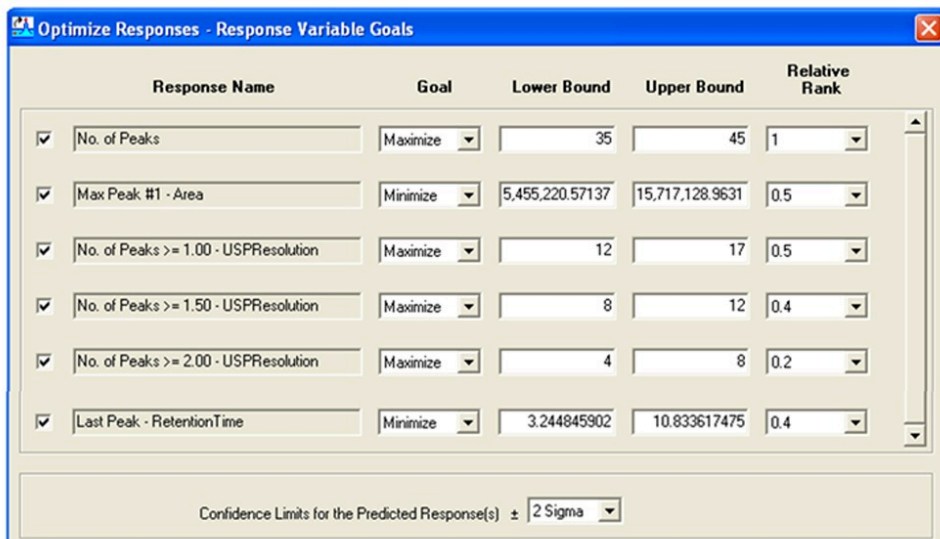 Optimize Responses - Response Variable Goals
Response Name Goal Lower Bound Upper Bound Relative Rank
No. of Peaks Maximize 35 45 1
Max Peak #1 - Area Minimize 5,455,220.57137 15,717,128.9631 0.5
No. of Peaks >= 1.00 - USPResolution Maximize 12 17 0.5
No. of Peaks >= 1.50 - USPResolution Maximize 8 12 0.4
No. of Peaks >= 2.00 - USPResolution Maximize 4 8 0.2
Last Peak - RetentionTime Minimize 3.244845902 10.833617475 0.4
Confidence Limits for the Predicted Response(s) ± 2 Sigma